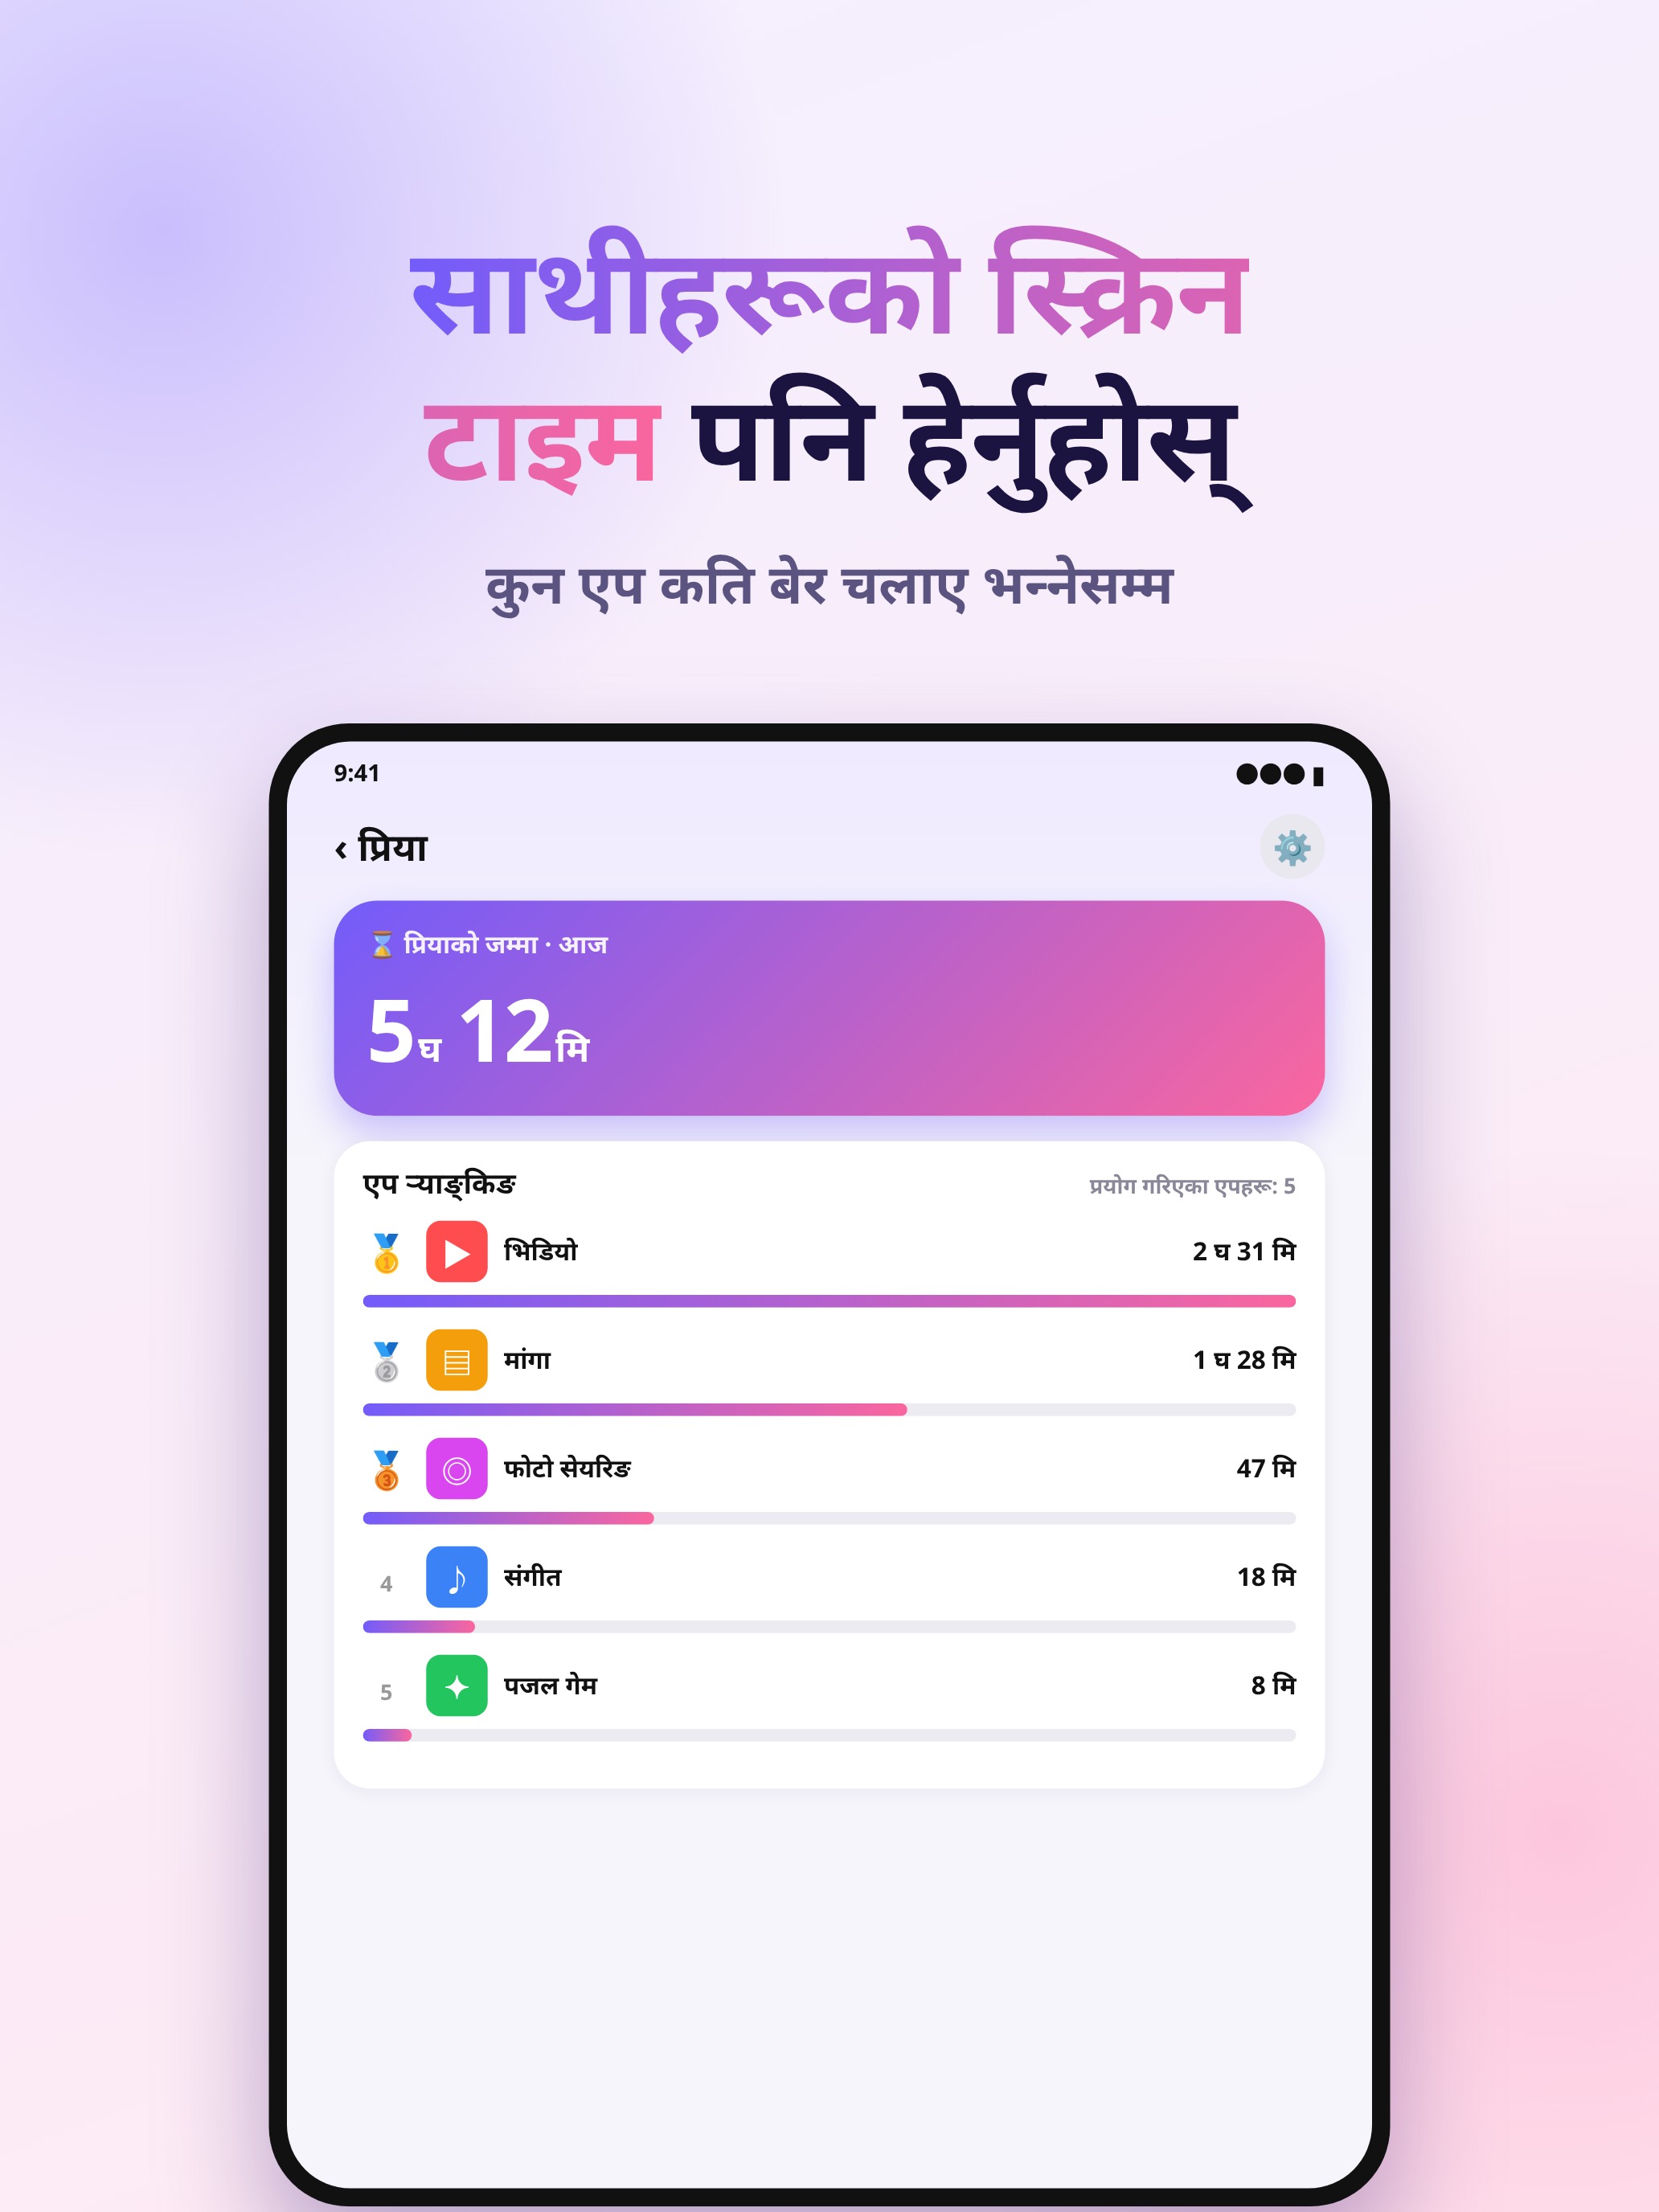 साथीहरूको स्क्रिन
टाइम पनि हेर्नुहोस्
कुन एप कति बेर चलाए भन्नेसम्म
9:41
‹ प्रिया
⌛ प्रियाको जम्मा · आज
5घ 12मि
एप ऱ्याङ्किङ
प्रयोग गरिएका एपहरू: 5
भिडियो
2 घ 31 मि
मांगा
1 घ 28 मि
फोटो सेयरिङ
47 मि
4
संगीत
18 मि
5
पजल गेम
8 मि